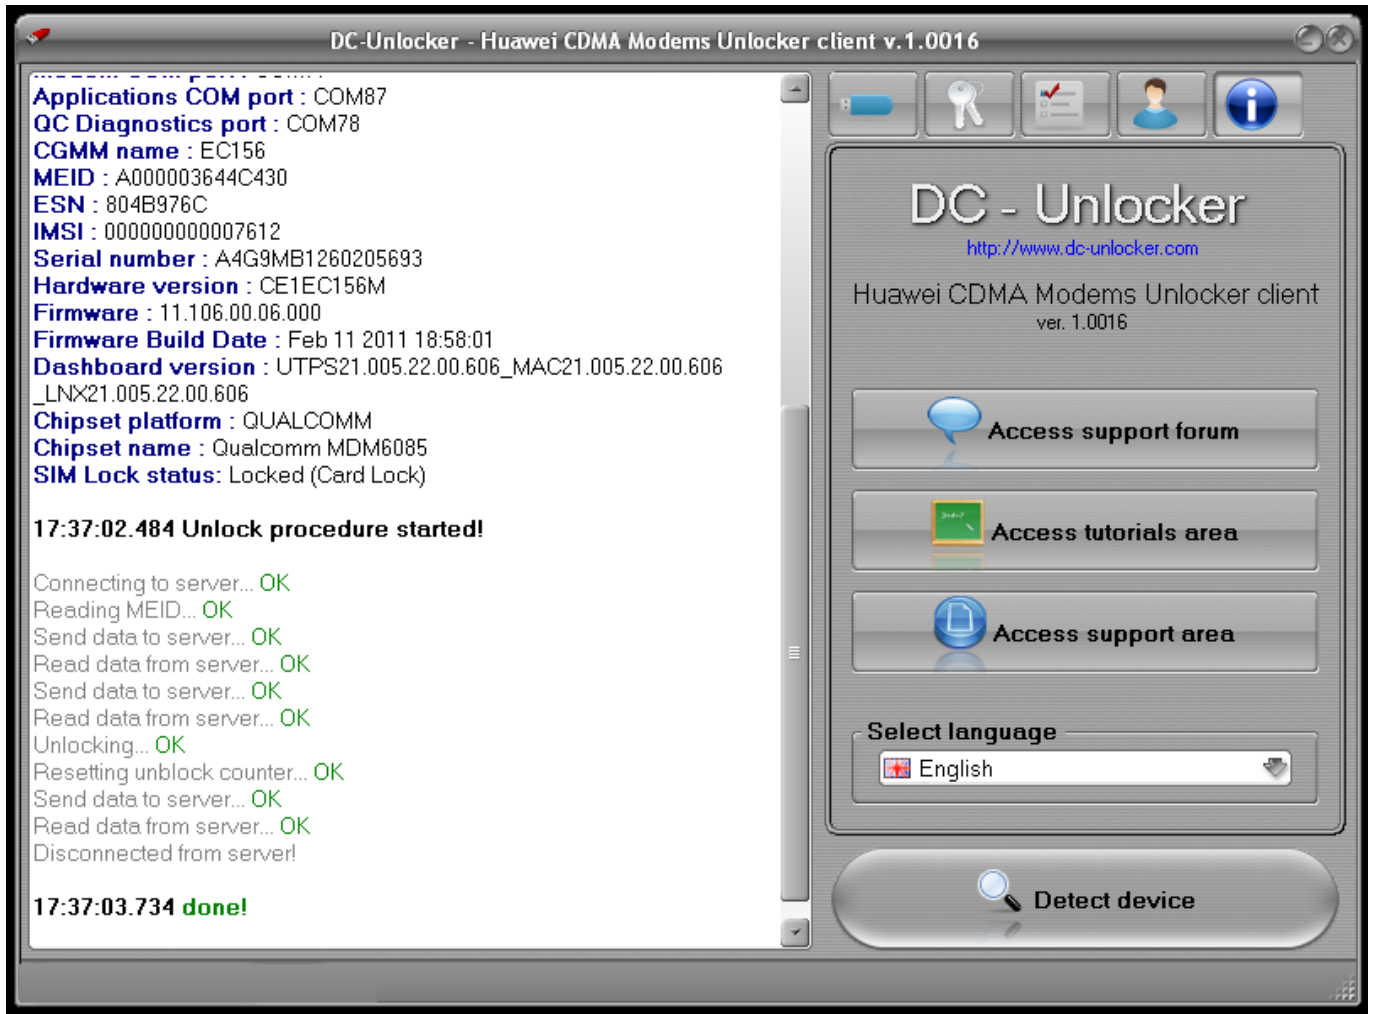 DC-Unlocker - Huawei CDMA Modems Unlocker client v.1.0016
Applications COM port : COM87
QC Diagnostics port : COM78
CGMM name : EC156
MEID : A000003644C430
ESN : 804B976C
IMSI : 000000000007612
Serial number : A4G9MB1260205693
Hardware version : CE1EC156M
Firmware : 11.106.00.06.000
Firmware Build Date : Feb 11 2011 18:58:01
Dashboard version : UTPS21.005.22.00.606_MAC21.005.22.00.606
_LNX21.005.22.00.606
Chipset platform : QUALCOMM
Chipset name : Qualcomm MDM6085
SIM Lock status: Locked (Card Lock)
17:37:02.484 Unlock procedure started!
Connecting to server... OK
Reading MEID... OK
Send data to server... OK
Read data from server... OK
Send data to server... OK
Read data from server... OK
Unlocking... OK
Resetting unblock counter... OK
Send data to server... OK
Read data from server... OK
Disconnected from server!
17:37:03.734 done!
DC - Unlocker
http://www.dc-unlocker.com
Huawei CDMA Modems Unlocker client
ver. 1.0016
Access support forum
Access tutorials area
Access support area
Select language
English
Detect device